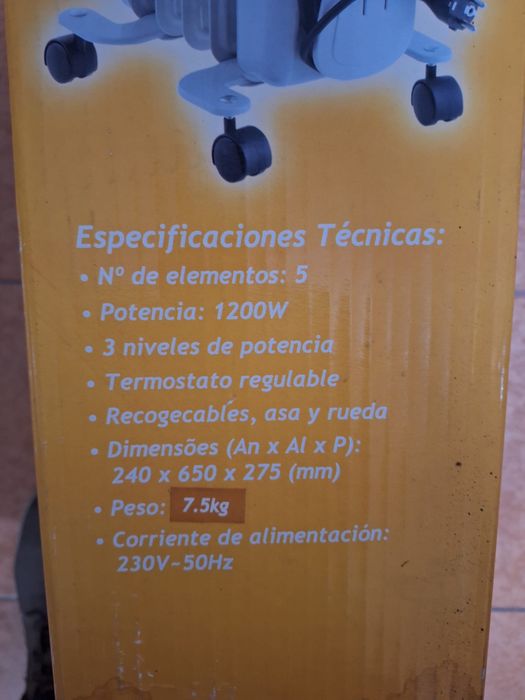 Especificaciones Técnicas:
• Nº de elementos: 5
• Potencia: 1200W
• 3 niveles de potencia
• Termostato regulable
• Recogecables, asa y rueda
• Dimensões (An x Al x P):
240 x 650 x 275 (mm)
• Peso: 7.5kg
• Corriente de alimentación:
230V~50Hz